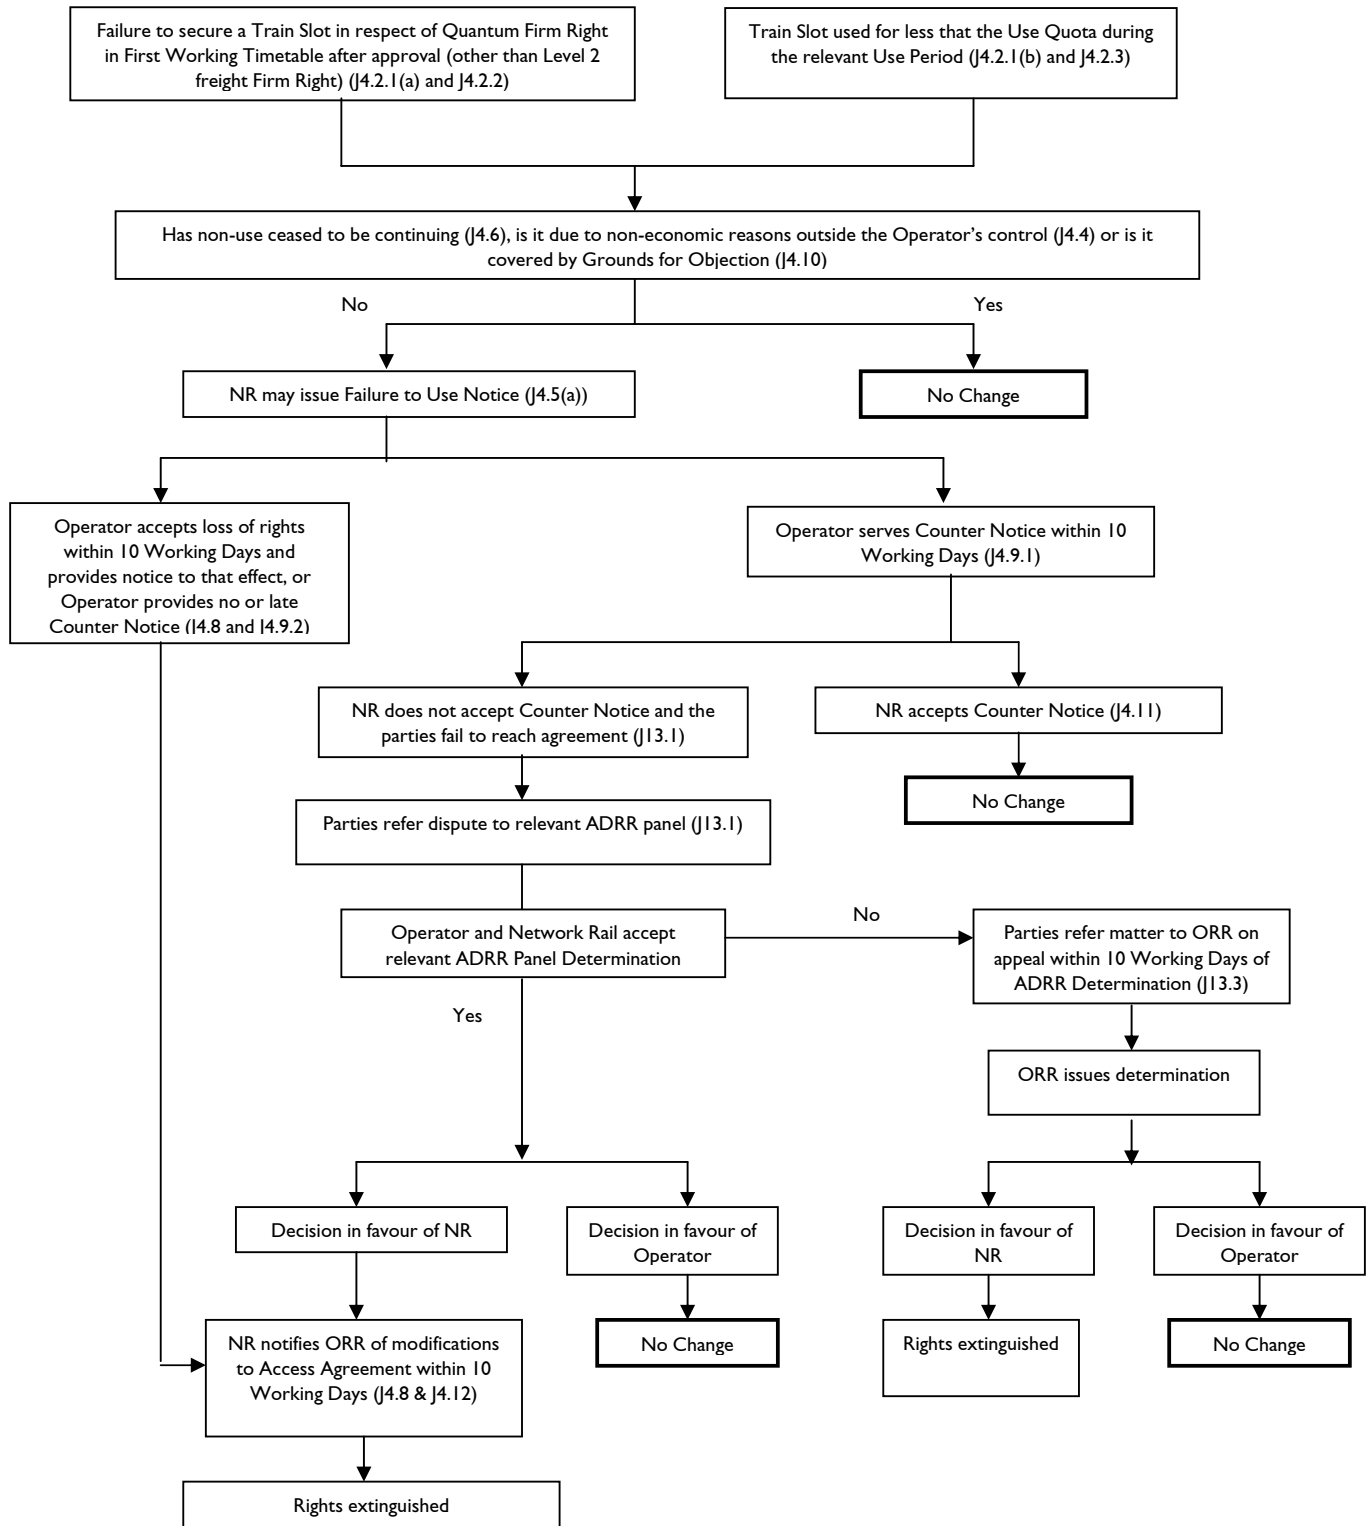 Failure to secure a Train Slot in respect of Quantum Firm Right
in First Working Timetable after approval (other than Level 2
freight Firm Right) (J4.2.1(a) and J4.2.2)
Train Slot used for less that the Use Quota during
the relevant Use Period (J4.2.1(b) and J4.2.3)
Has non-use ceased to be continuing (J4.6), is it due to non-economic reasons outside the Operator's control (J4.4) or is it
covered by Grounds for Objection (J4.10)
No
Yes
NR may issue Failure to Use Notice (J4.5(a))
No Change
Operator accepts loss of rights
within 10 Working Days and
provides notice to that effect, or
Operator provides no or late
Counter Notice (J4.8 and J4.9.2)
Operator serves Counter Notice within 10
Working Days (J4.9.1)
NR does not accept Counter Notice and the
parties fail to reach agreement (J13.1)
NR accepts Counter Notice (J4.11)
No Change
Parties refer dispute to relevant ADRR panel (J13.1)
Operator and Network Rail accept
relevant ADRR Panel Determination
No
Parties refer matter to ORR on
appeal within 10 Working Days of
ADRR Determination (J13.3)
Yes
ORR issues determination
Decision in favour of NR
Decision in favour of
Operator
Decision in favour of
NR
Decision in favour of
Operator
NR notifies ORR of modifications
to Access Agreement within 10
Working Days (J4.8 & J4.12)
No Change
Rights extinguished
No Change
Rights extinguished